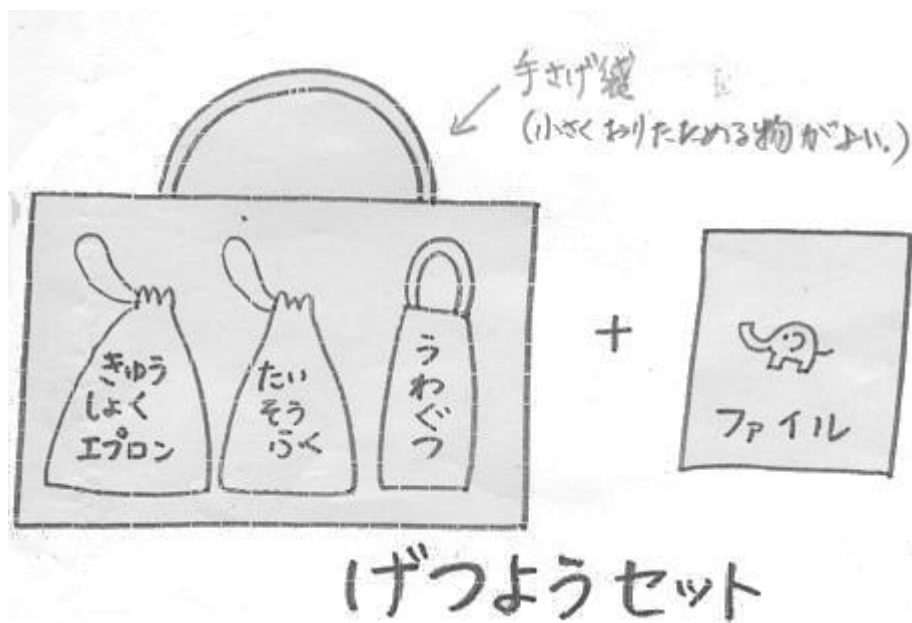 手さげ袋
(小さくおりたためる物がよい。)
きゅう
しょく
エプロン
たい
そう
ふく
うわぐつ
+
ファイル
げつようセット